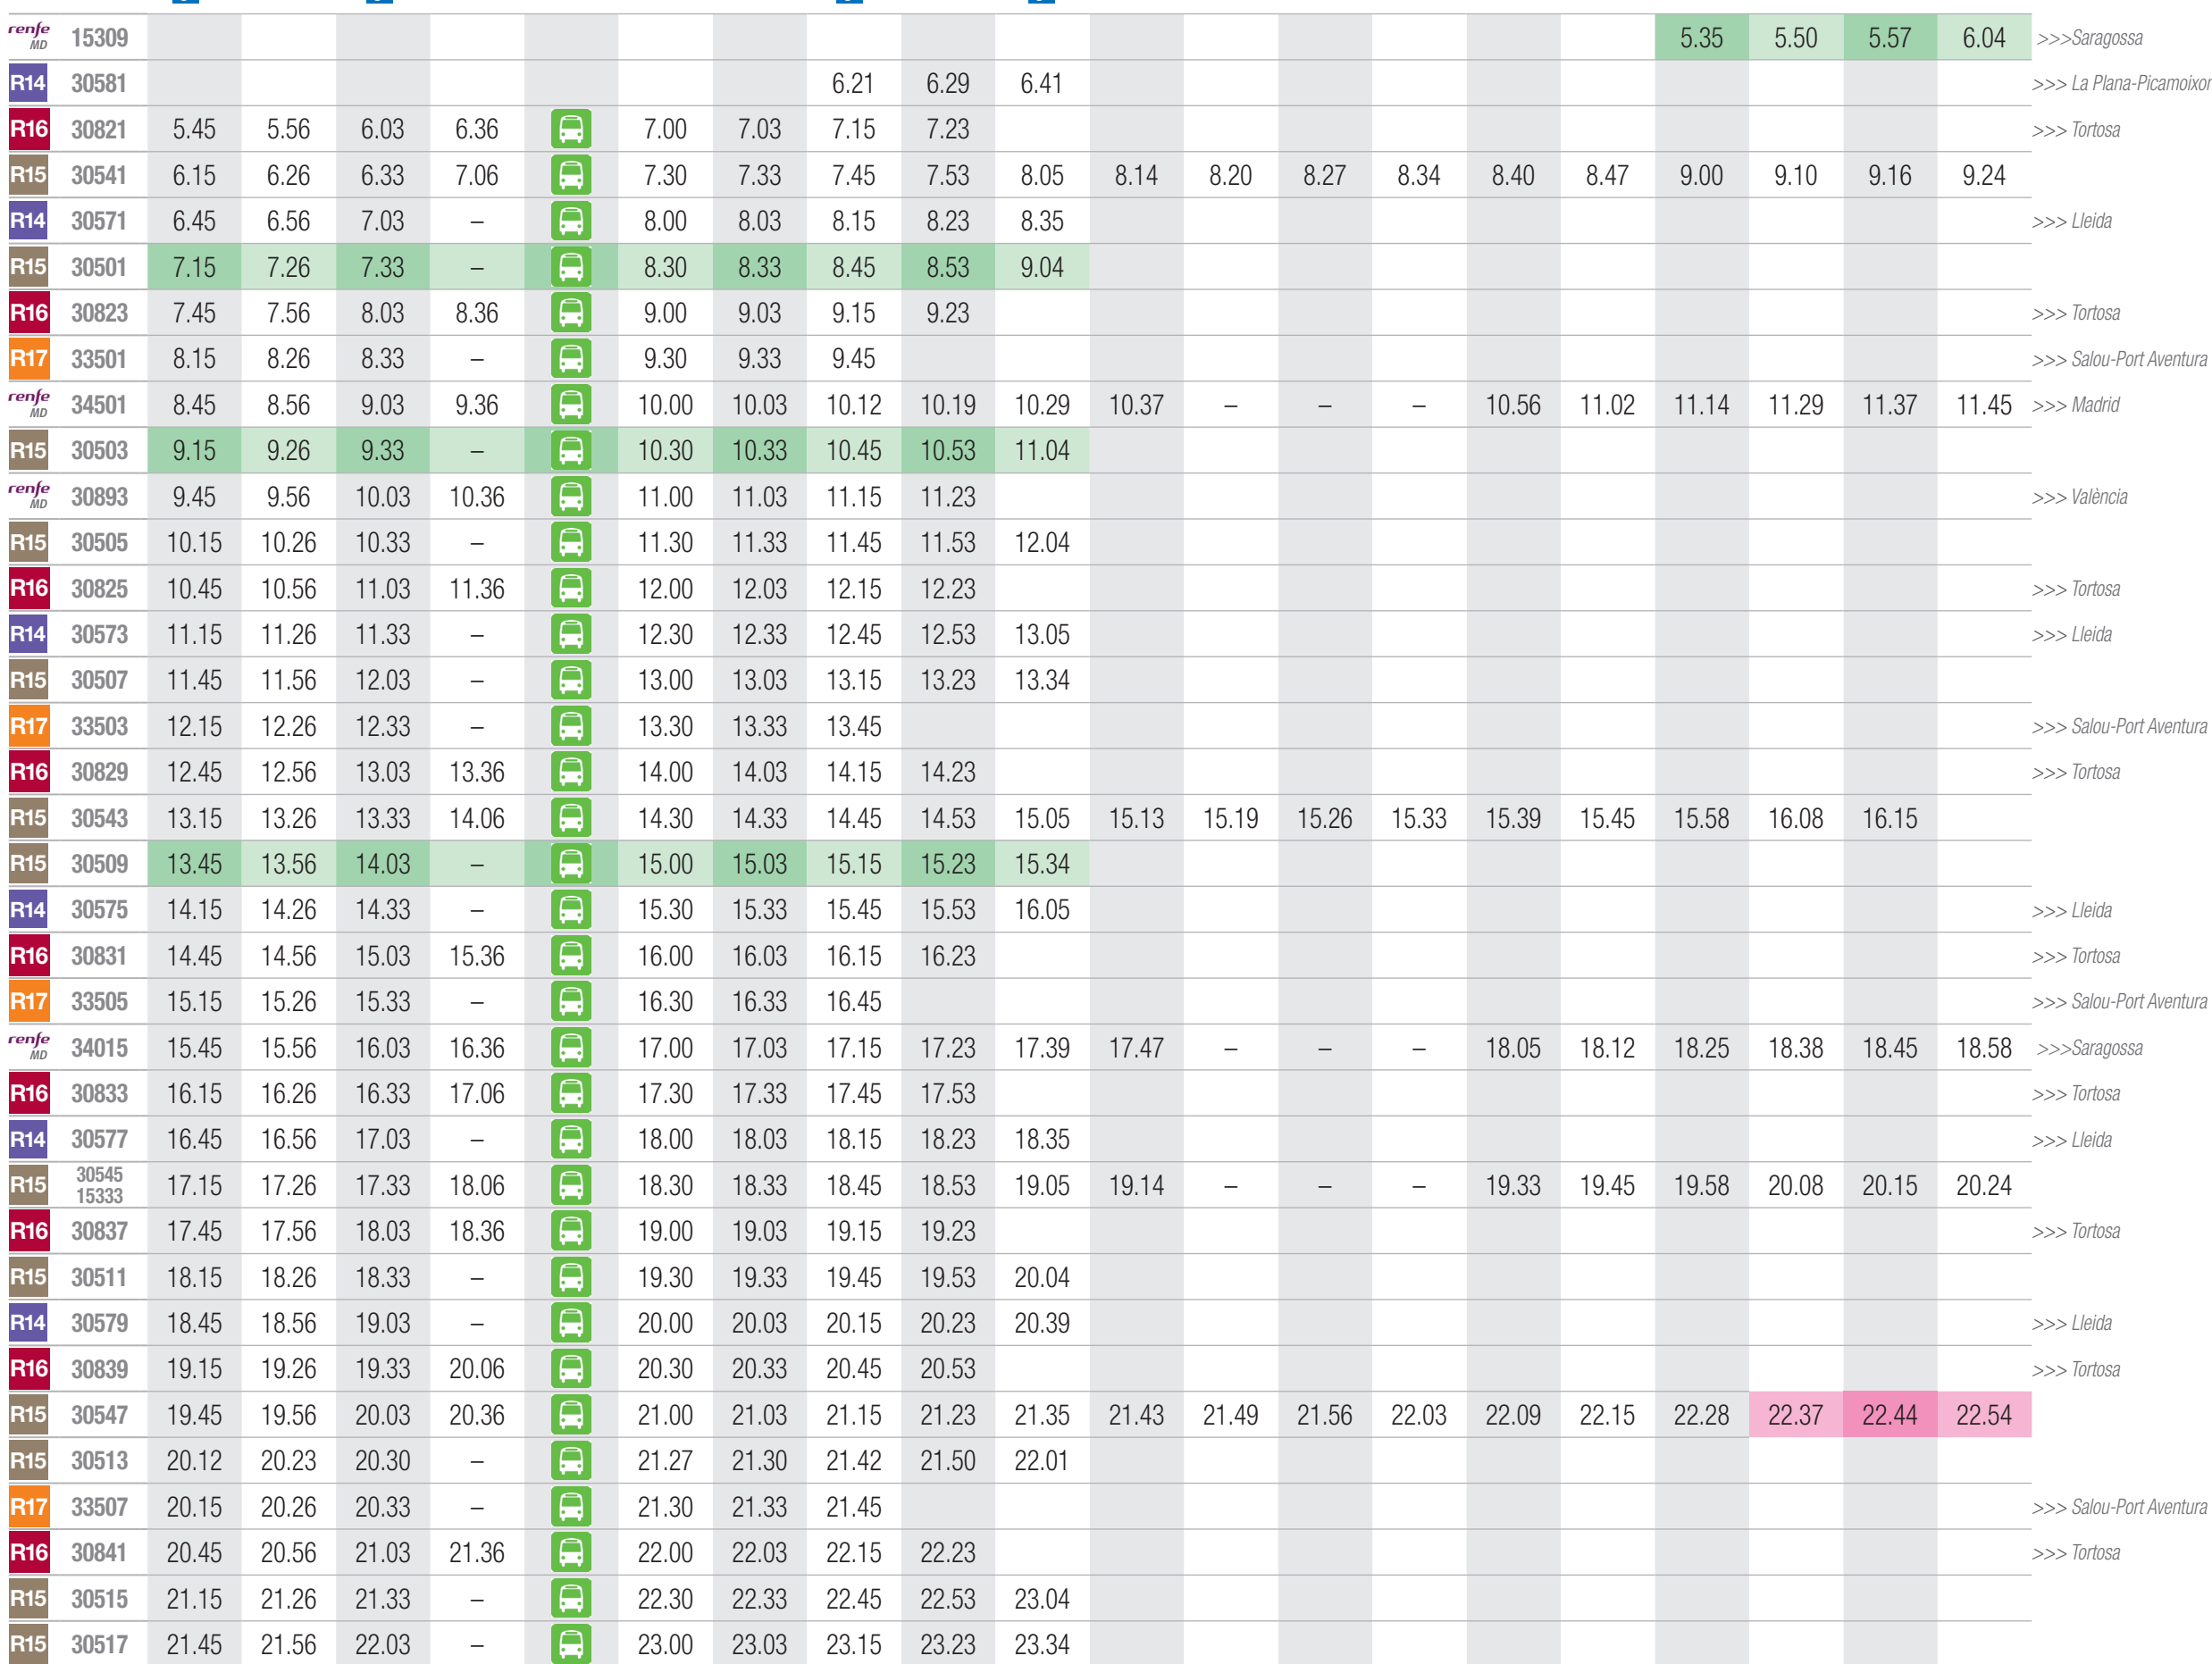 renfe MD 15309 5.35 5.50 5.57 6.04 >>>Saragossa
R14 30581 6.21 6.29 6.41 >>> La Plana-Picamoixon
R16 30821 5.45 5.56 6.03 6.36 7.00 7.03 7.15 7.23 >>> Tortosa
R15 30541 6.15 6.26 6.33 7.06 7.30 7.33 7.45 7.53 8.05 8.14 8.20 8.27 8.34 8.40 8.47 9.00 9.10 9.16 9.24
R14 30571 6.45 6.56 7.03 – 8.00 8.03 8.15 8.23 8.35 >>> Lleida
R15 30501 7.15 7.26 7.33 – 8.30 8.33 8.45 8.53 9.04
R16 30823 7.45 7.56 8.03 8.36 9.00 9.03 9.15 9.23 >>> Tortosa
R17 33501 8.15 8.26 8.33 – 9.30 9.33 9.45 >>> Salou-Port Aventura
renfe MD 34501 8.45 8.56 9.03 9.36 10.00 10.03 10.12 10.19 10.29 10.37 – – – 10.56 11.02 11.14 11.29 11.37 11.45 >>> Madrid
R15 30503 9.15 9.26 9.33 – 10.30 10.33 10.45 10.53 11.04
renfe MD 30893 9.45 9.56 10.03 10.36 11.00 11.03 11.15 11.23 >>> València
R15 30505 10.15 10.26 10.33 – 11.30 11.33 11.45 11.53 12.04
R16 30825 10.45 10.56 11.03 11.36 12.00 12.03 12.15 12.23 >>> Tortosa
R14 30573 11.15 11.26 11.33 – 12.30 12.33 12.45 12.53 13.05 >>> Lleida
R15 30507 11.45 11.56 12.03 – 13.00 13.03 13.15 13.23 13.34
R17 33503 12.15 12.26 12.33 – 13.30 13.33 13.45 >>> Salou-Port Aventura
R16 30829 12.45 12.56 13.03 13.36 14.00 14.03 14.15 14.23 >>> Tortosa
R15 30543 13.15 13.26 13.33 14.06 14.30 14.33 14.45 14.53 15.05 15.13 15.19 15.26 15.33 15.39 15.45 15.58 16.08 16.15
R15 30509 13.45 13.56 14.03 – 15.00 15.03 15.15 15.23 15.34
R14 30575 14.15 14.26 14.33 – 15.30 15.33 15.45 15.53 16.05 >>> Lleida
R16 30831 14.45 14.56 15.03 15.36 16.00 16.03 16.15 16.23 >>> Tortosa
R17 33505 15.15 15.26 15.33 – 16.30 16.33 16.45 >>> Salou-Port Aventura
renfe MD 34015 15.45 15.56 16.03 16.36 17.00 17.03 17.15 17.23 17.39 17.47 – – – 18.05 18.12 18.25 18.38 18.45 18.58 >>>Saragossa
R16 30833 16.15 16.26 16.33 17.06 17.30 17.33 17.45 17.53 >>> Tortosa
R14 30577 16.45 16.56 17.03 – 18.00 18.03 18.15 18.23 18.35 >>> Lleida
R15 30545 15333 17.15 17.26 17.33 18.06 18.30 18.33 18.45 18.53 19.05 19.14 – – – 19.33 19.45 19.58 20.08 20.15 20.24
R16 30837 17.45 17.56 18.03 18.36 19.00 19.03 19.15 19.23 >>> Tortosa
R15 30511 18.15 18.26 18.33 – 19.30 19.33 19.45 19.53 20.04
R14 30579 18.45 18.56 19.03 – 20.00 20.03 20.15 20.23 20.39 >>> Lleida
R16 30839 19.15 19.26 19.33 20.06 20.30 20.33 20.45 20.53 >>> Tortosa
R15 30547 19.45 19.56 20.03 20.36 21.00 21.03 21.15 21.23 21.35 21.43 21.49 21.56 22.03 22.09 22.15 22.28 22.37 22.44 22.54
R15 30513 20.12 20.23 20.30 – 21.27 21.30 21.42 21.50 22.01
R17 33507 20.15 20.26 20.33 – 21.30 21.33 21.45 >>> Salou-Port Aventura
R16 30841 20.45 20.56 21.03 21.36 22.00 22.03 22.15 22.23 >>> Tortosa
R15 30515 21.15 21.26 21.33 – 22.30 22.33 22.45 22.53 23.04
R15 30517 21.45 21.56 22.03 – 23.00 23.03 23.15 23.23 23.34